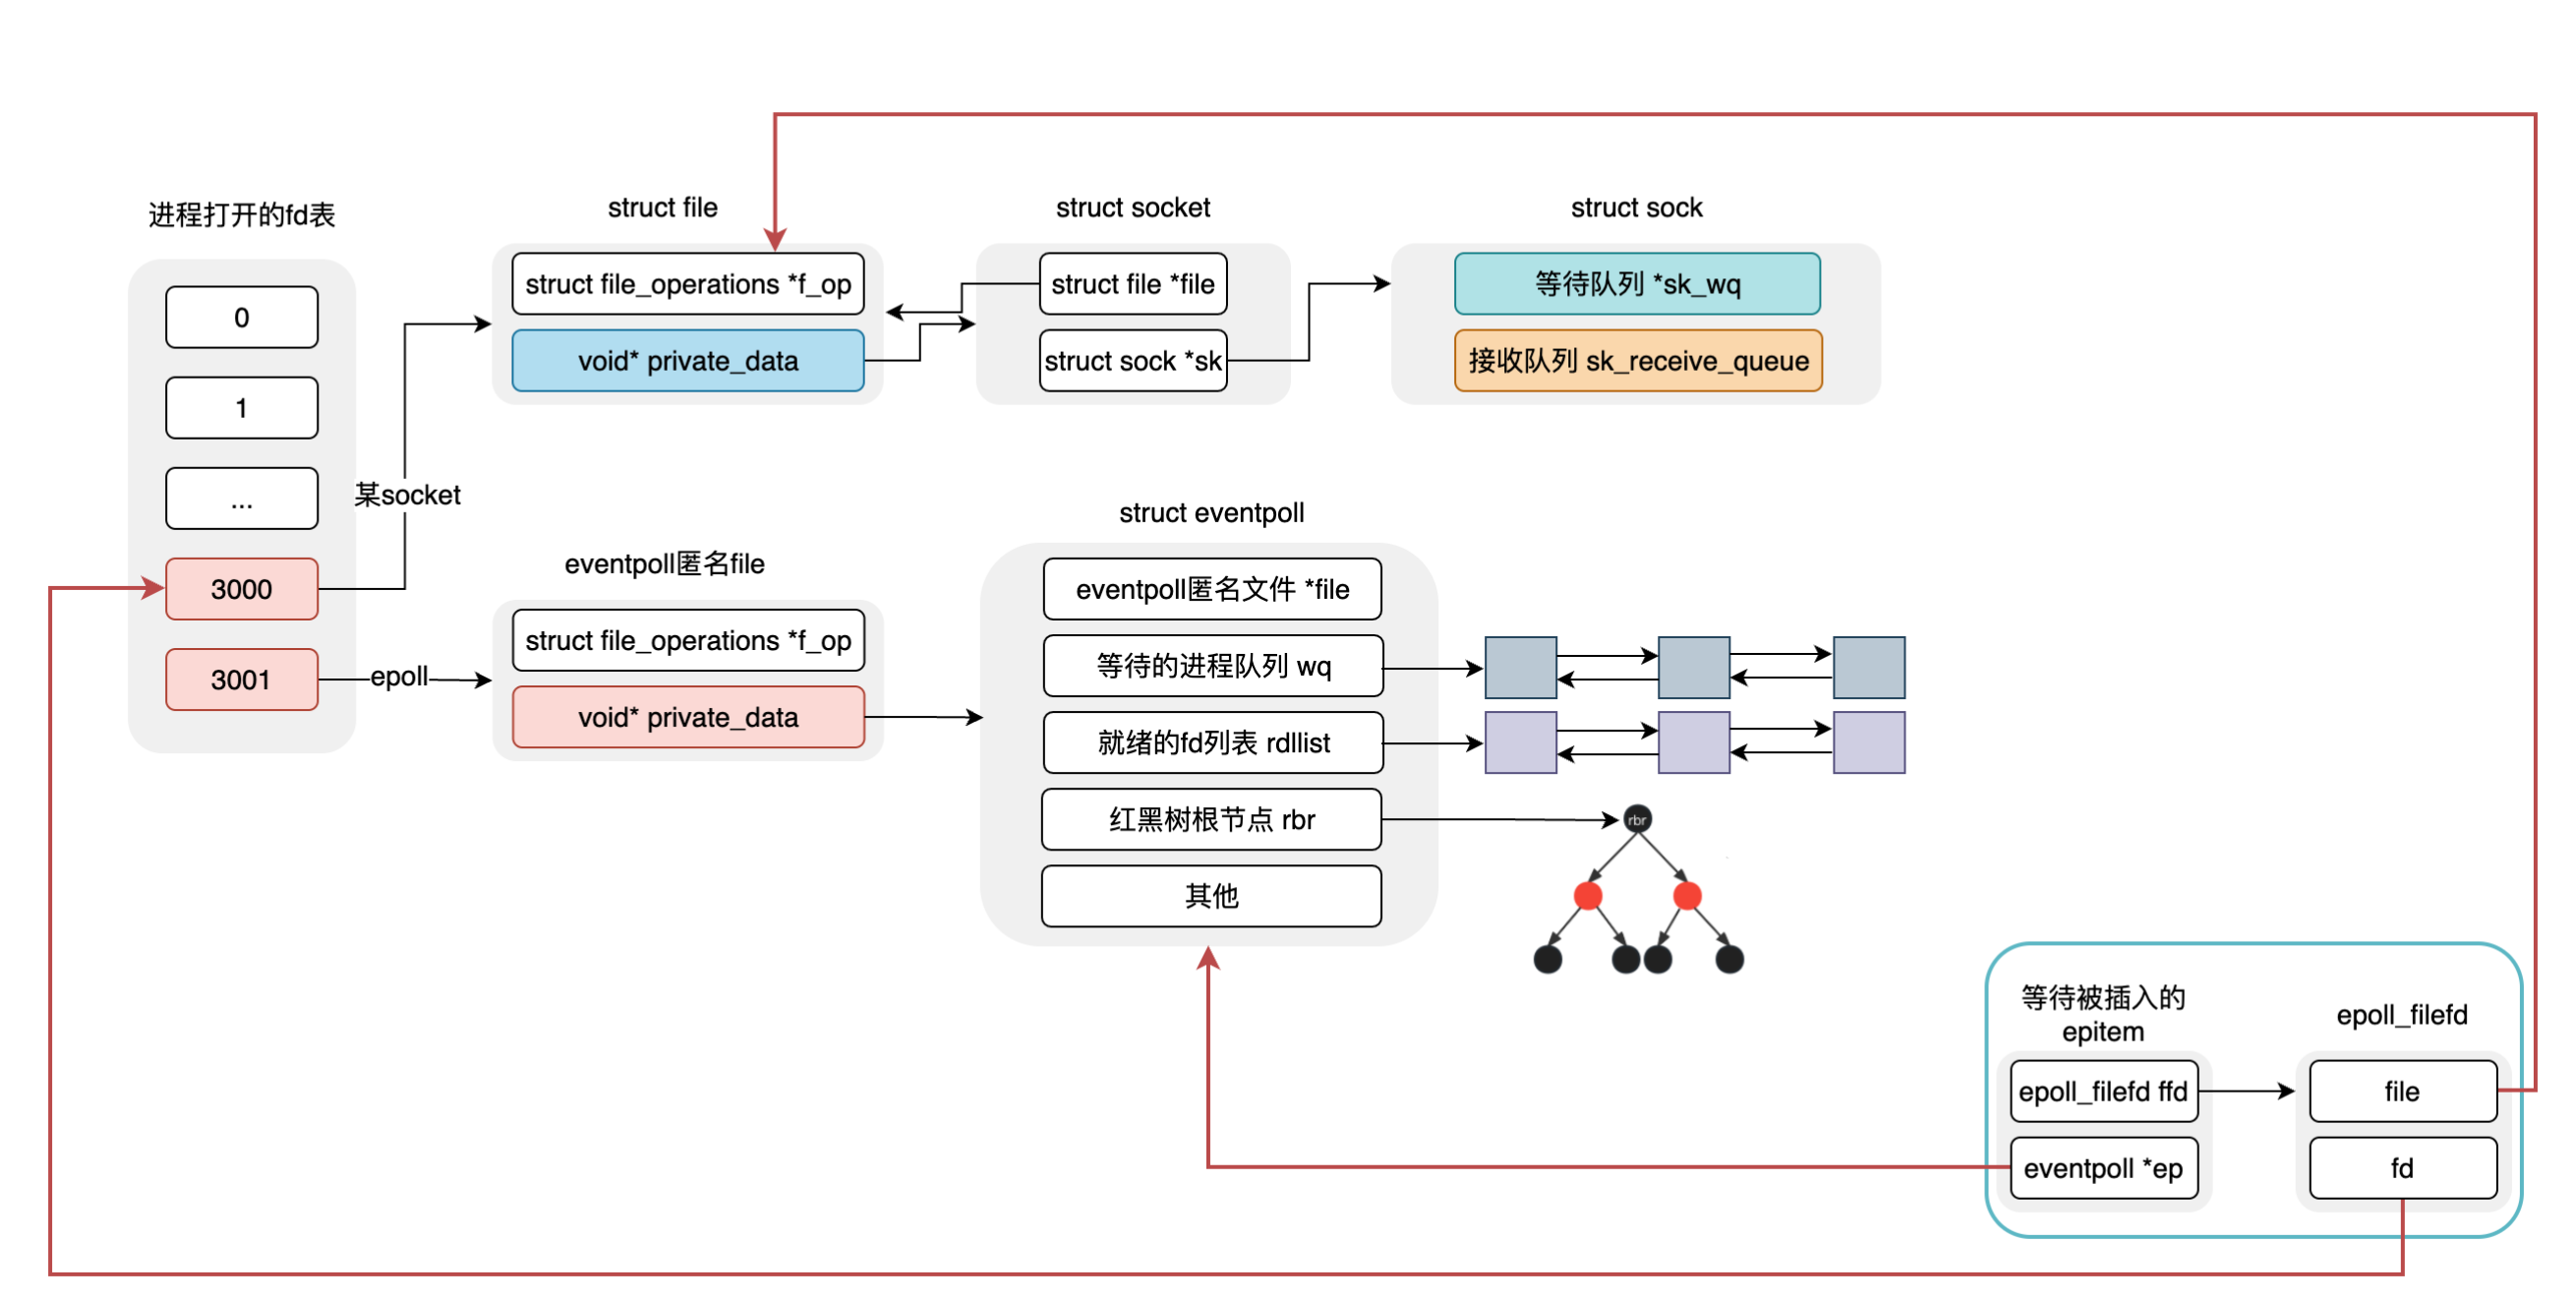 进程打开的fd表
0
1
...
3000
3001
某socket
epoll
struct file
struct file_operations *f_op
void* private_data
struct socket
struct file *file
struct sock *sk
struct sock
等待队列 *sk_wq
接收队列 sk_receive_queue
eventpoll匿名file
struct file_operations *f_op
void* private_data
struct eventpoll
eventpoll匿名文件 *file
等待的进程队列 wq
就绪的fd列表 rdllist
红黑树根节点 rbr
其他
rbr
等待被插入的
epitem
epoll_filefd ffd
eventpoll *ep
epoll_filefd
file
fd